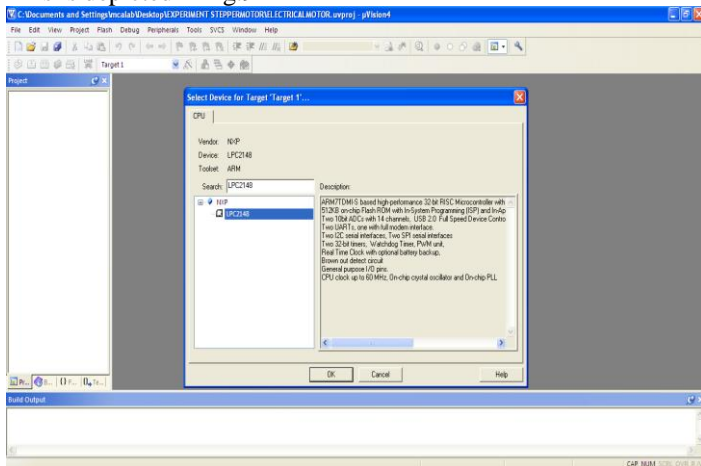 C:\Documents and Settings\mcalab\Desktop\EXPERIMENT STEPPERMOTOR\ELECTRICALMOTOR.uvproj - µVision4
File Edit View Project Flash Debug Peripherals Tools SVCS Window Help
Target 1
Project
Select Device for Target 'Target 1'...
CPU
Vendor: NXP
Device: LPC2148
Toolset: ARM
Search: LPC2148
Description:
NXP
LPC2148
ARM7TDMI-S based high-performance 32-bit RISC Microcontroller with
512KB on-chip Flash ROM with In-System Programming (ISP) and In-Ap
Two 10bit ADCs with 14 channels, USB 2.0 Full Speed Device Contro
Two UARTs, one with full modem interface.
Two I2C serial interfaces, Two SPI serial interfaces
Two 32-bit timers, Watchdog Timer, PWM unit,
Real Time Clock with optional battery backup,
Brown out detect circuit
General purpose I/O pins.
CPU clock up to 60 MHz, On-chip crystal oscillator and On-chip PLL
OK Cancel Help
Build Output
CAP NUM SCRL OVR